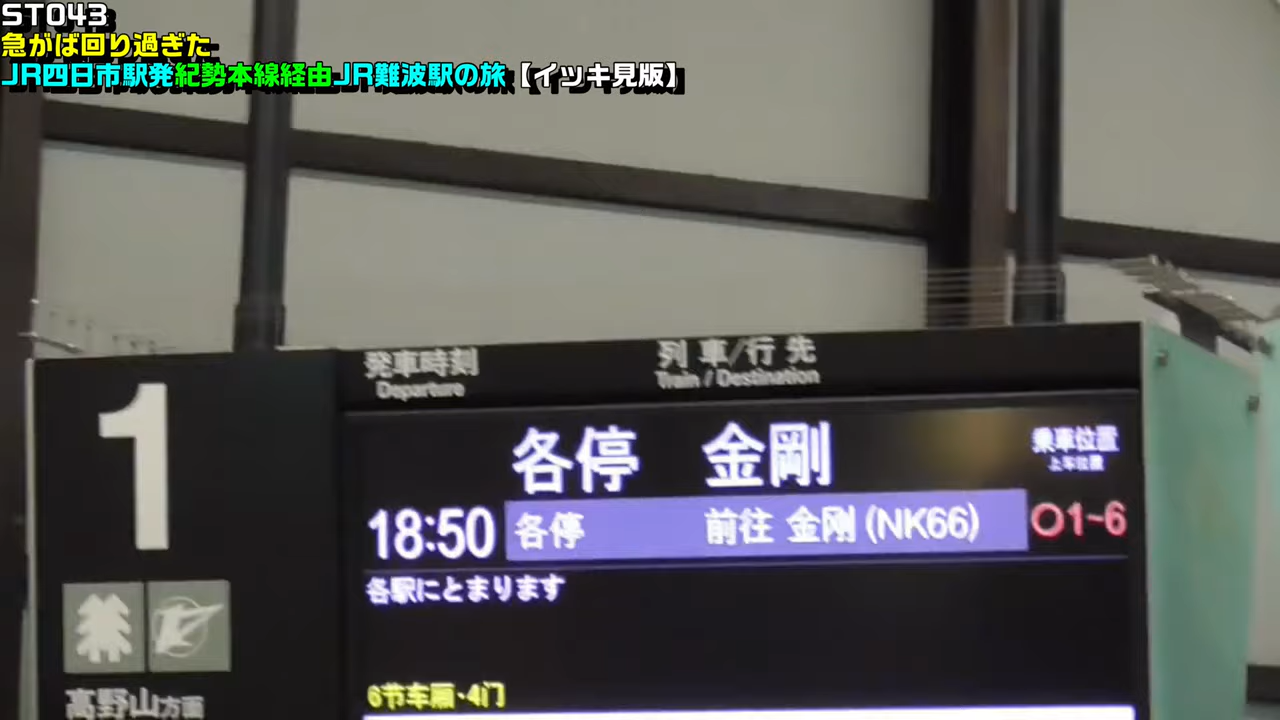 ST043
急がば回り過ぎた
JR四日市駅発紀勢本線経由JR難波駅の旅【イッキ見版】
1
高野山方面
発車時刻
Departure
列車/行先
Train / Destination
各停 金剛
乗車位置
上车位置
18:50 各停 前往 金刚 (NK66) ○1-6
各駅にとまります
6节车厢·4门